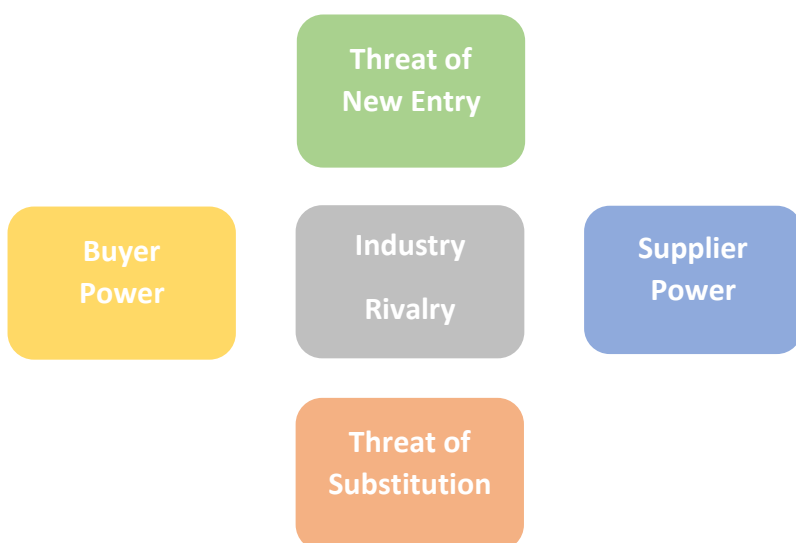 Threat of
New Entry
Buyer
Power
Industry
Rivalry
Supplier
Power
Threat of
Substitution